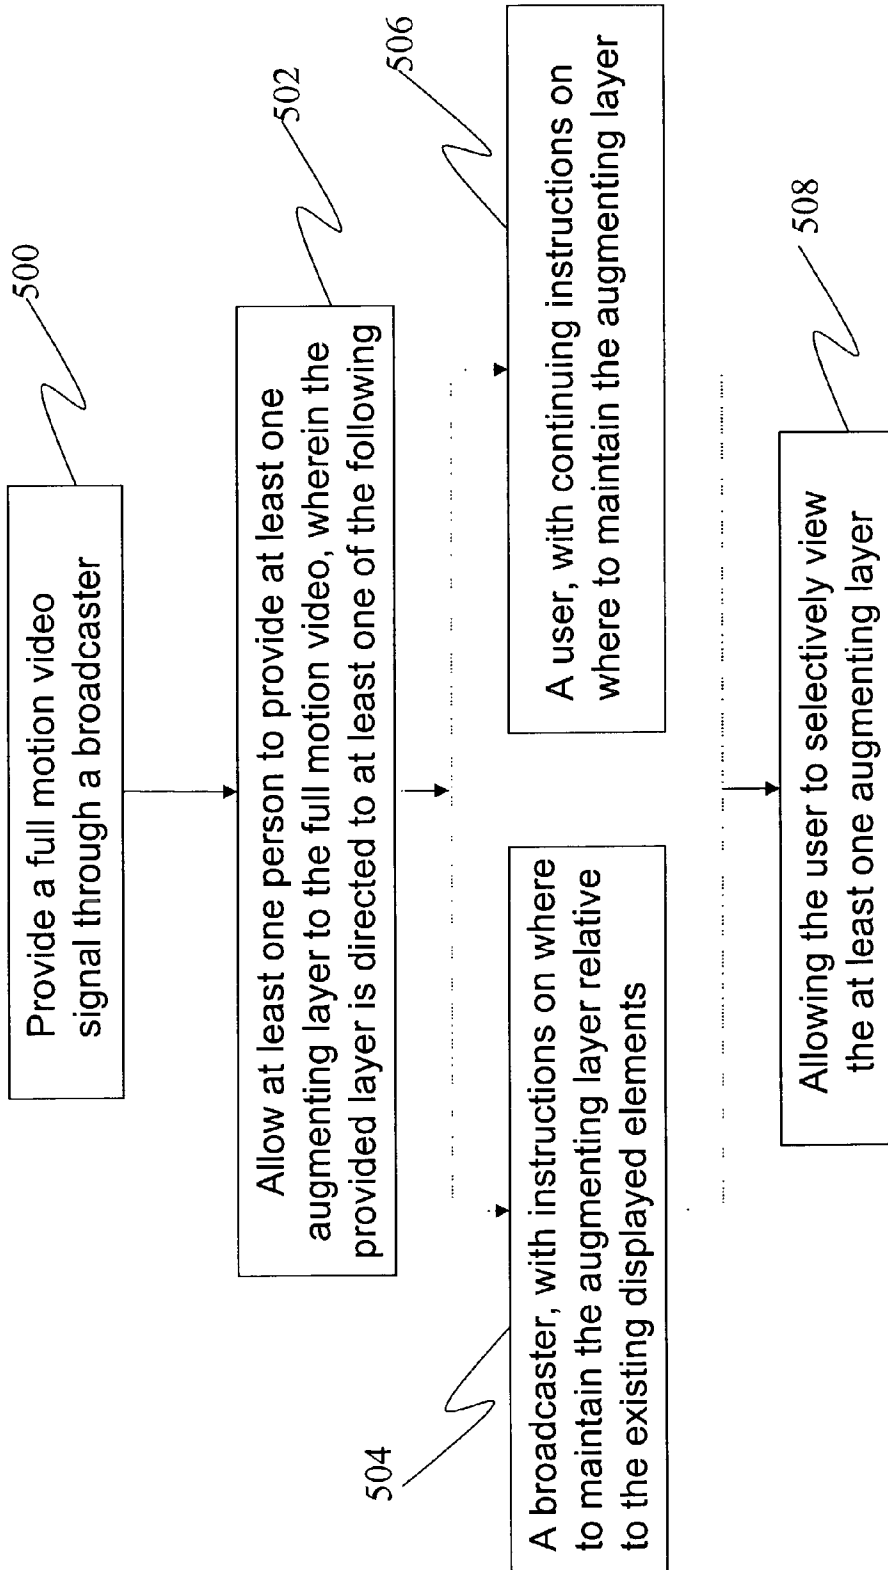 500
Provide a full motion video
signal through a broadcaster
502
Allow at least one person to provide at least one
augmenting layer to the full motion video, wherein the
provided layer is directed to at least one of the following
504
A broadcaster, with instructions on where
to maintain the augmenting layer relative
to the existing displayed elements
506
A user, with continuing instructions on
where to maintain the augmenting layer
508
Allowing the user to selectively view
the at least one augmenting layer